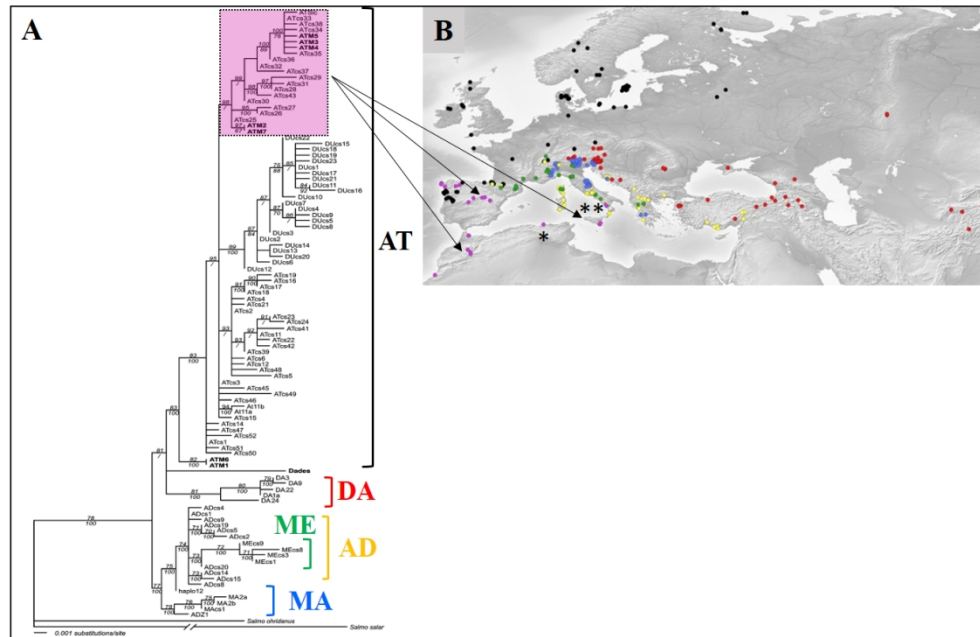 A
B
ATcs33
ATcs38
ATcs34
ATM5
ATM3
ATM4
ATcs35
ATcs36
ATcs32
ATcs37
ATcs29
ATcs31
ATcs28
ATcs43
ATcs30
ATcs27
ATcs26
ATcs25
ATM2
ATM7
DUcs22
DUcs15
DUcs18
DUcs19
DUcs23
DUcs1
DUcs17
DUcs21
DUcs11
DUcs16
DUcs10
DUcs7
DUcs4
DUcs9
DUcs5
DUcs8
DUcs3
DUcs2
DUcs14
DUcs13
DUcs20
DUcs6
DUcs12
ATcs19
ATcs16
ATcs17
ATcs18
ATcs4
ATcs21
ATcs2
ATcs23
ATcs24
ATcs41
ATcs11
ATcs22
ATcs42
ATcs39
ATcs6
ATcs12
ATcs48
ATcs5
ATcs3
ATcs45
ATcs49
ATcs46
At11b
At11a
ATcs15
ATcs14
ATcs47
ATcs52
ATcs1
ATcs51
ATcs50
ATM6
ATM1
AT
Dades
DA3
DA9
DA22
DA1a
DA24
DA
ADcs4
ADcs1
ADcs9
ADcs19
ADcs5
ADcs2
MEcs9
MEcs8
MEcs3
MEcs1
ME
AD
ADcs20
ADcs14
ADcs15
ADcs8
haplo12
MA2a
MA2b
MAcs1
ADZ1
MA
Salmo ohridanus
Salmo salar
0.001 substitutions/site
* *
*